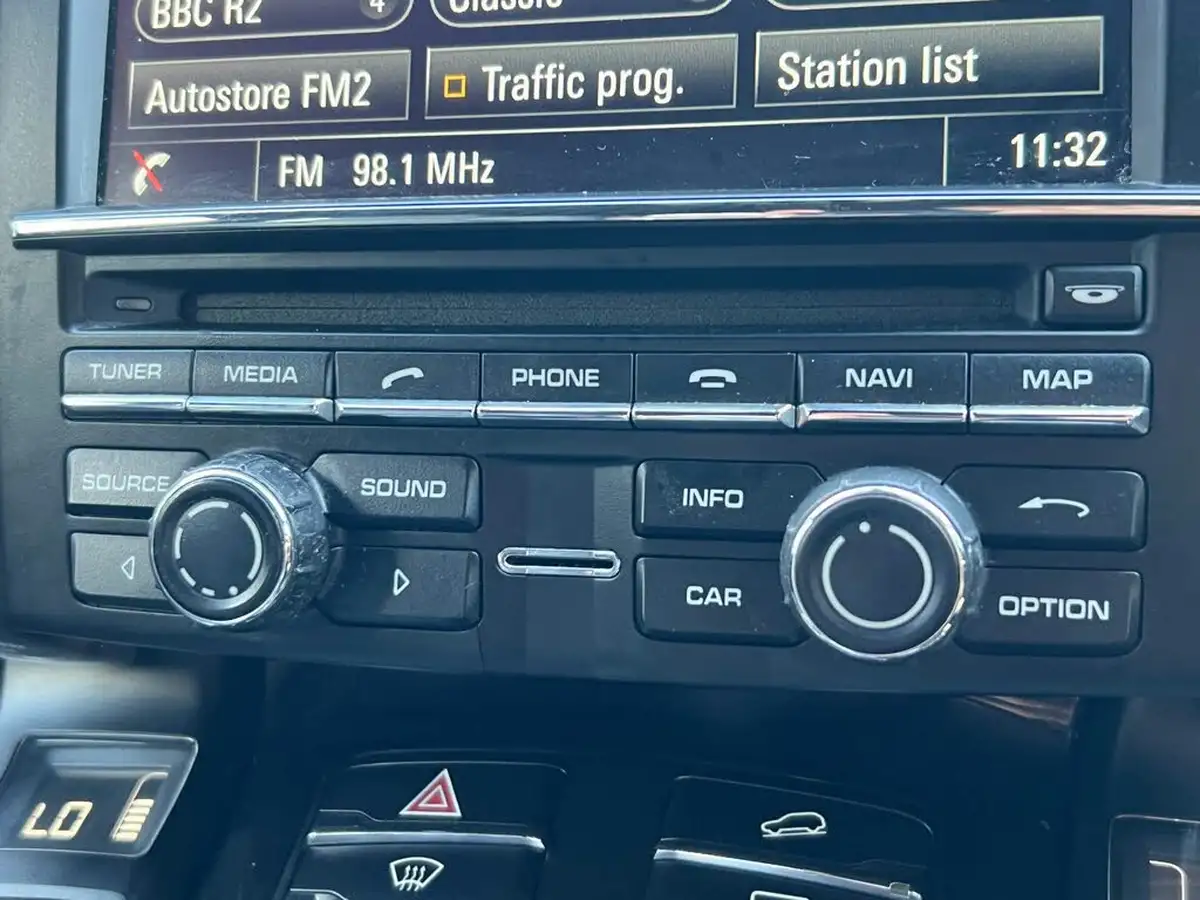 BBC R2 4 Classic
Autostore FM2 Traffic prog. Station list
FM 98.1 MHz 11:32
TUNER MEDIA PHONE NAVI MAP
SOURCE SOUND INFO
CAR OPTION
LO